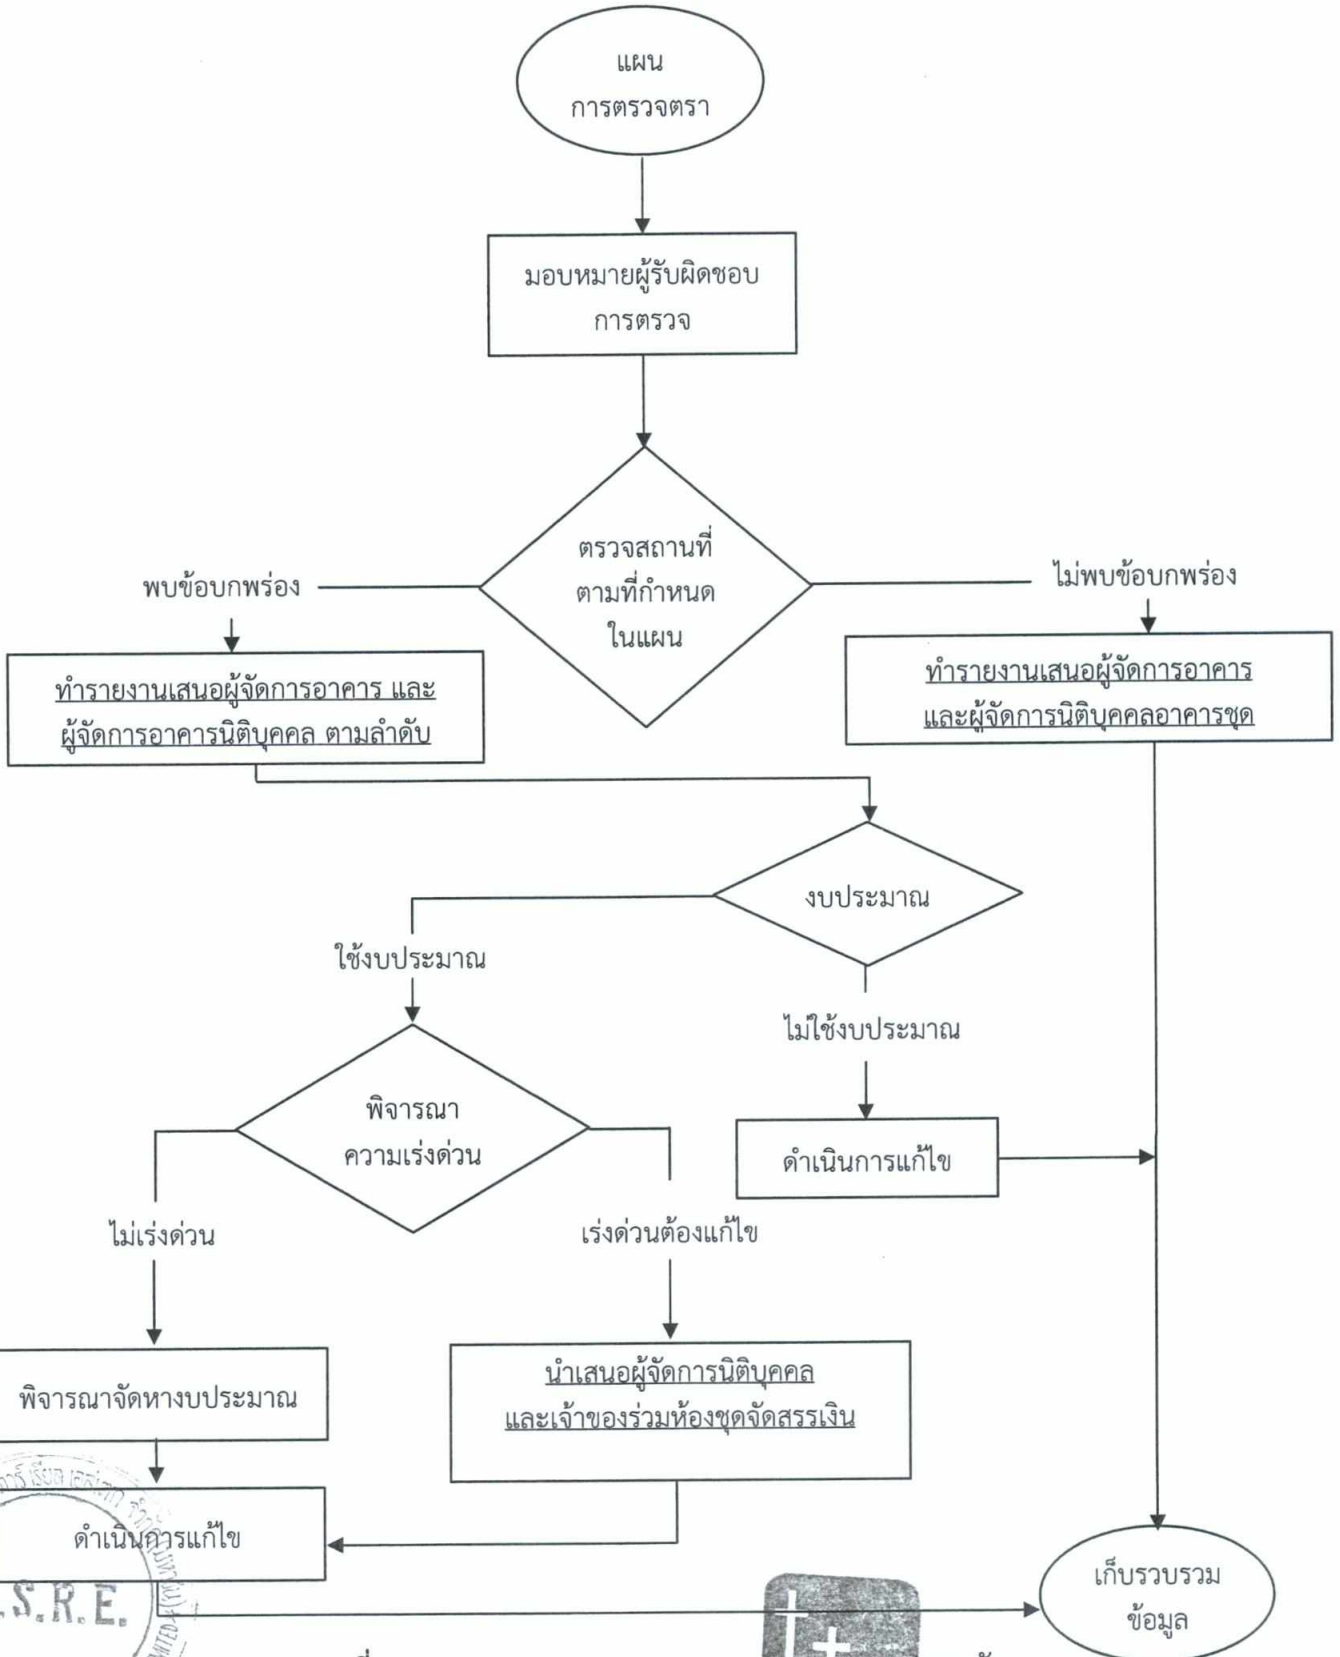 แผน
การตรวจตรา
มอบหมายผู้รับผิดชอบ
การตรวจ
ตรวจสถานที่
ตามที่กำหนด
ในแผน
พบข้อบกพร่อง
ไม่พบข้อบกพร่อง
ทำรายงานเสนอผู้จัดการอาคาร และ
ผู้จัดการอาคารนิติบุคคล ตามลำดับ
ทำรายงานเสนอผู้จัดการอาคาร
และผู้จัดการนิติบุคคลอาคารชุด
งบประมาณ
ใช้งบประมาณ
ไม่ใช้งบประมาณ
พิจารณา
ความเร่งด่วน
ดำเนินการแก้ไข
ไม่เร่งด่วน
เร่งด่วนต้องแก้ไข
พิจารณาจัดหางบประมาณ
นำเสนอผู้จัดการนิติบุคคล
และเจ้าของร่วมห้องชุดจัดสรรเงิน
ดำเนินการแก้ไข
เก็บรวบรวม
ข้อมูล
.S.R.E.